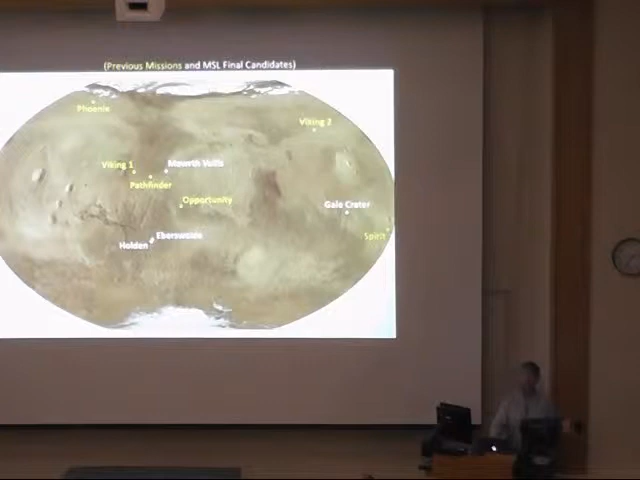 (Previous Missions and MSL Final Candidates)
Phoenix
Viking 2
Viking 1
Mawrth Vallis
Pathfinder
Opportunity
Gale Crater
Spirit
Eberswalde
Holden